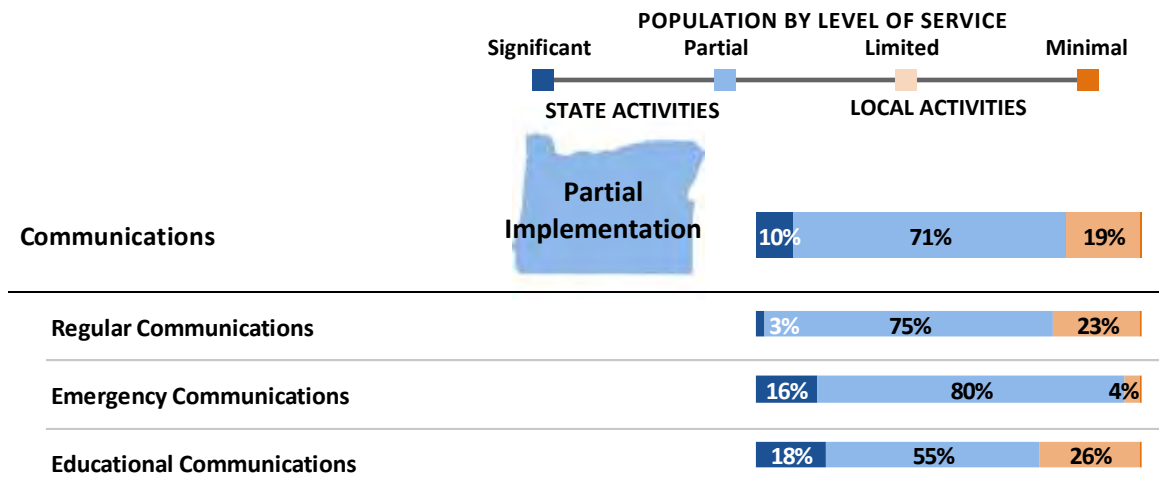 POPULATION BY LEVEL OF SERVICE
Significant Partial Limited Minimal
STATE ACTIVITIES LOCAL ACTIVITIES
Partial
Implementation
Communications 10% 71% 19%
Regular Communications 3% 75% 23%
Emergency Communications 16% 80% 4%
Educational Communications 18% 55% 26%